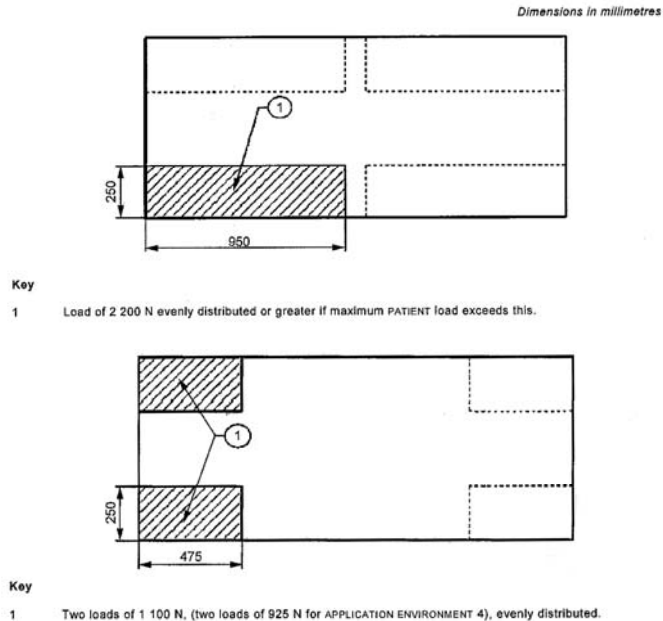 Dimensions in millimetres
1
250
950
Key
1 Load of 2 200 N evenly distributed or greater if maximum PATIENT load exceeds this.
1
250
475
Key
1 Two loads of 1 100 N, (two loads of 925 N for APPLICATION ENVIRONMENT 4), evenly distributed.